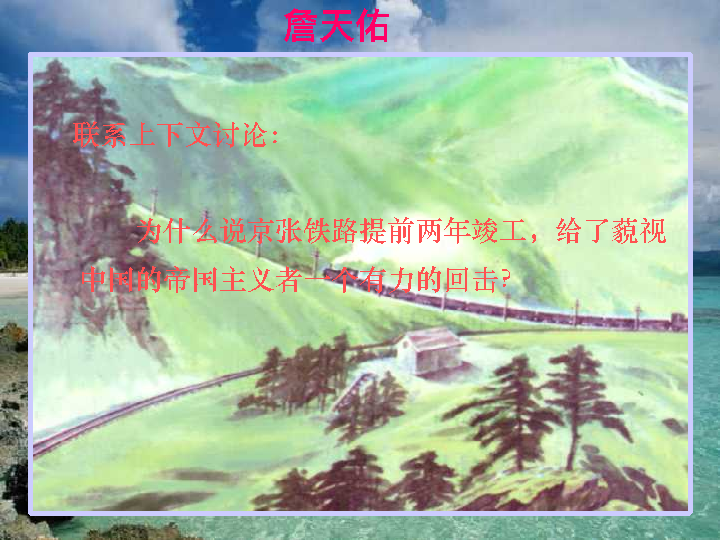 詹天佑
联系上下文讨论：
为什么说京张铁路提前两年竣工，给了藐视
中国的帝国主义者一个有力的回击？